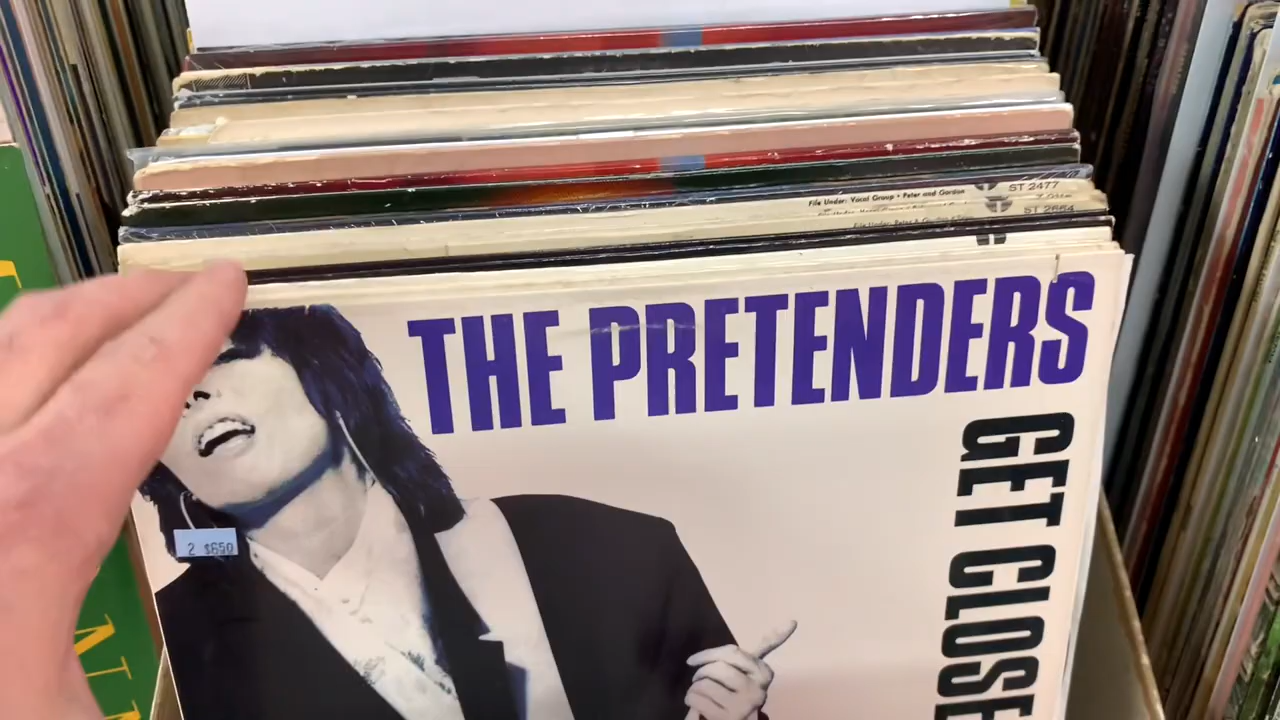 File Under: Vocal Group • Peter and Gordon
ST 2477
ST 2664
THE PRETENDERS
GET CLOSE
2 $650